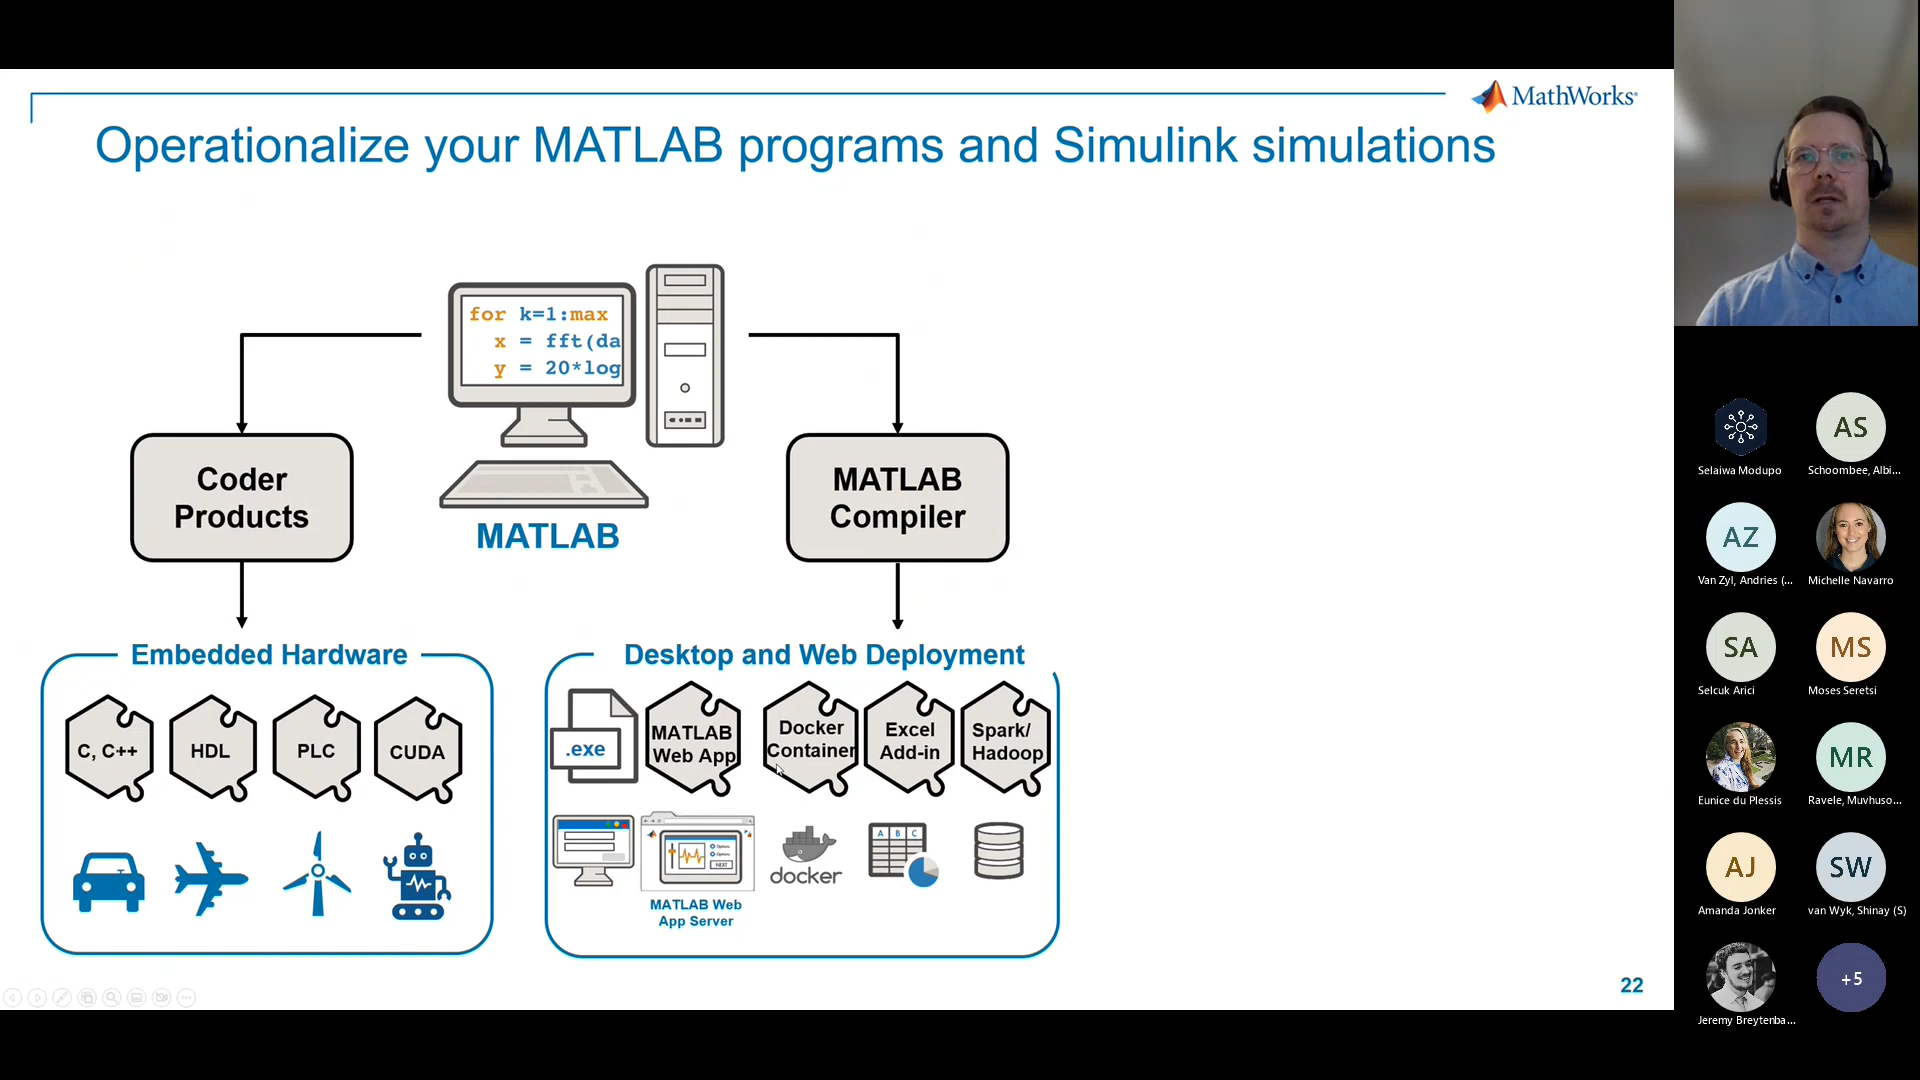 MathWorks®
Operationalize your MATLAB programs and Simulink simulations
for k=1:max
x = fft(da
y = 20*log
MATLAB
Coder
Products
MATLAB
Compiler
Embedded Hardware
C, C++
HDL
PLC
CUDA
Desktop and Web Deployment
.exe
MATLAB
Web App
Docker
Container
Excel
Add-in
Spark/
Hadoop
Options
Options
NEXT
docker
A B C
MATLAB Web
App Server
22
Selaiwa Modupo
AS
Schoombee, Albi...
AZ
Van Zyl, Andries (...
Michelle Navarro
SA
Selcuk Arici
MS
Moses Seretsi
Eunice du Plessis
MR
Ravele, Muvhuso...
AJ
Amanda Jonker
SW
van Wyk, Shinay (S)
Jeremy Breytenba...
+5